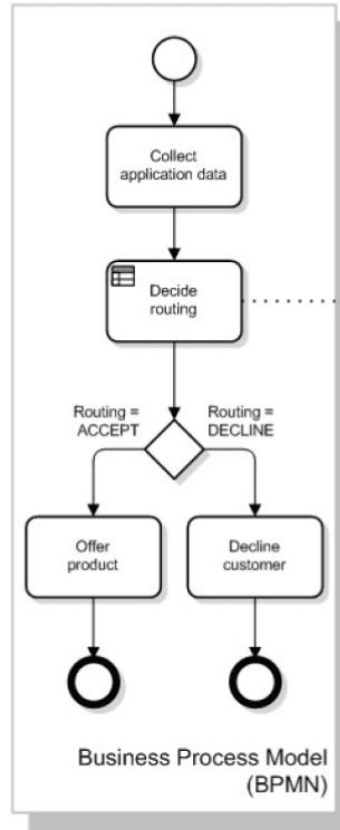 Collect
application data
Decide
routing
Routing =
ACCEPT
Routing =
DECLINE
Offer
product
Decline
customer
Business Process Model
(BPMN)